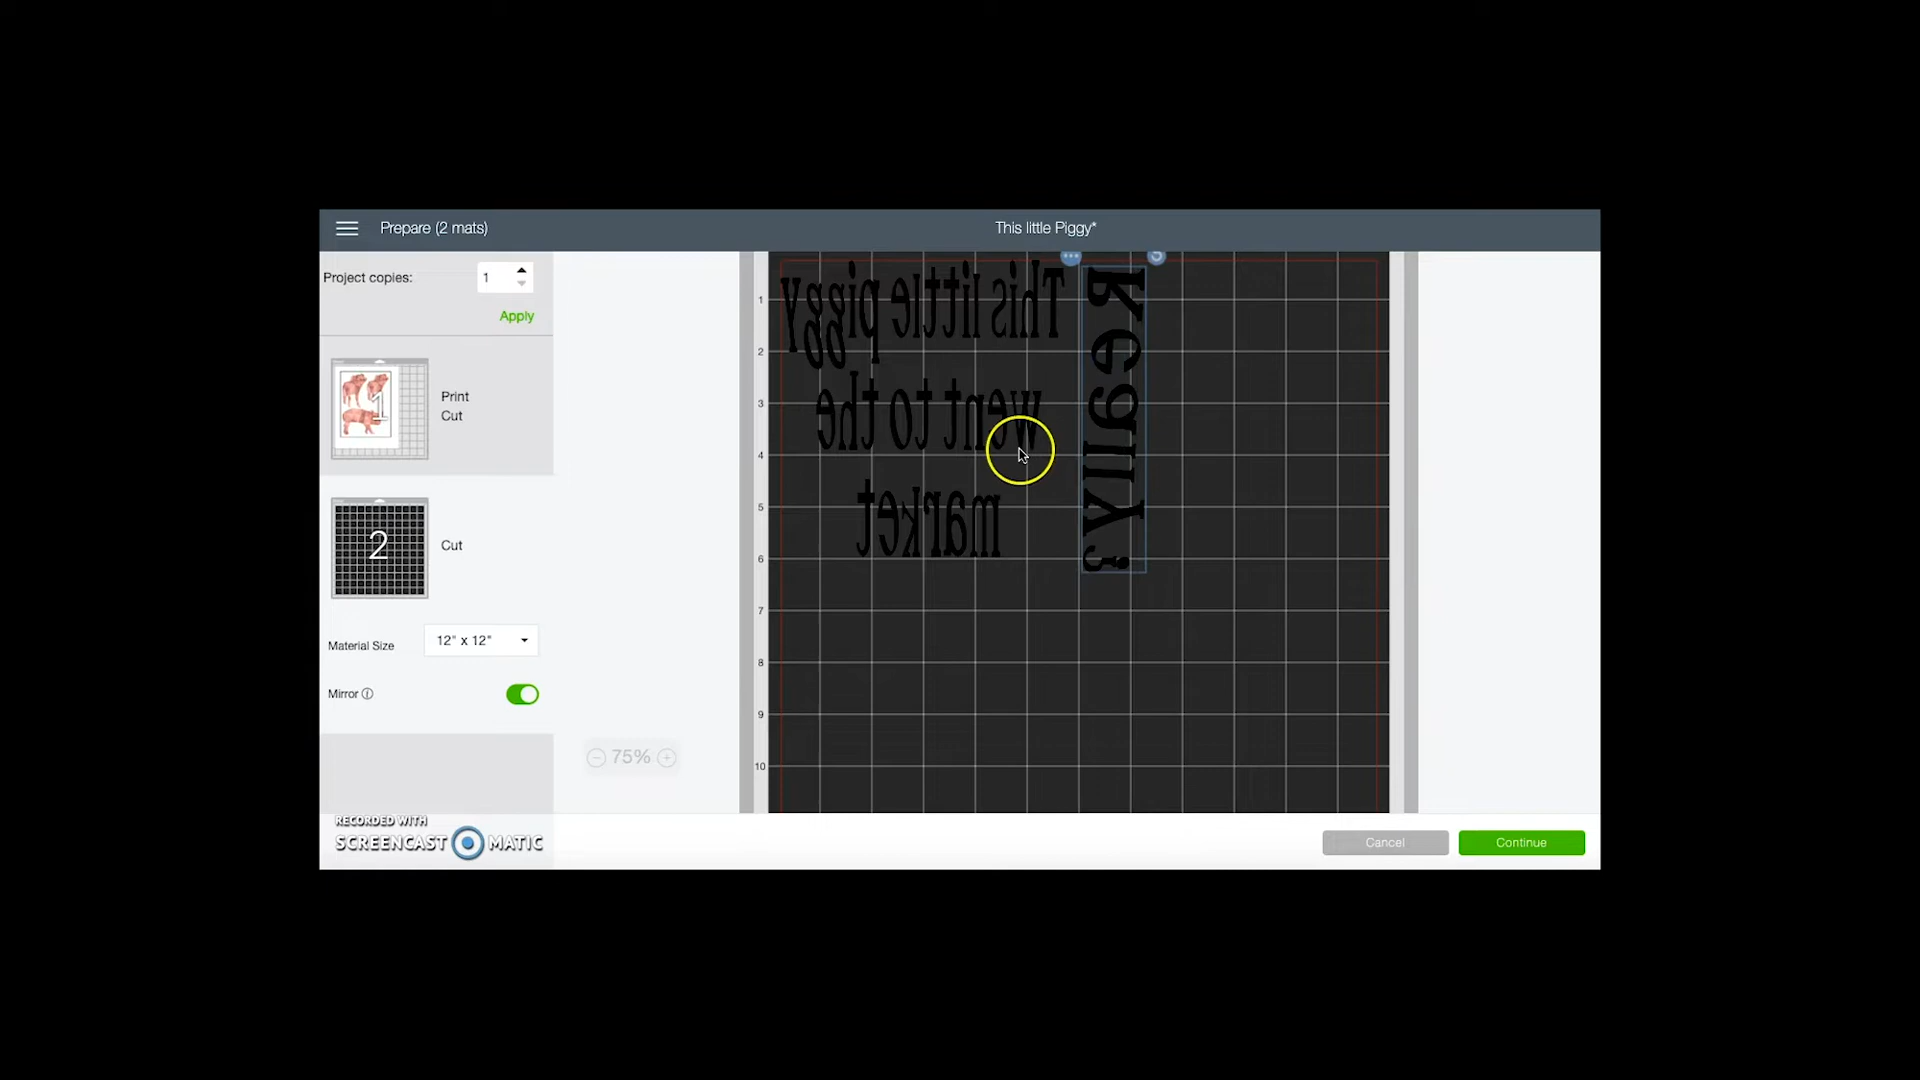 Prepare (2 mats)
This little Piggy*
Project copies:
1
Apply
1
Print
Cut
2
Cut
Material Size
12" x 12"
Mirror
75%
1
2
3
4
5
6
7
8
9
10
This little piggy
went to the
market
Really?
RECORDED WITH
SCREENCAST MATIC
Cancel
Continue